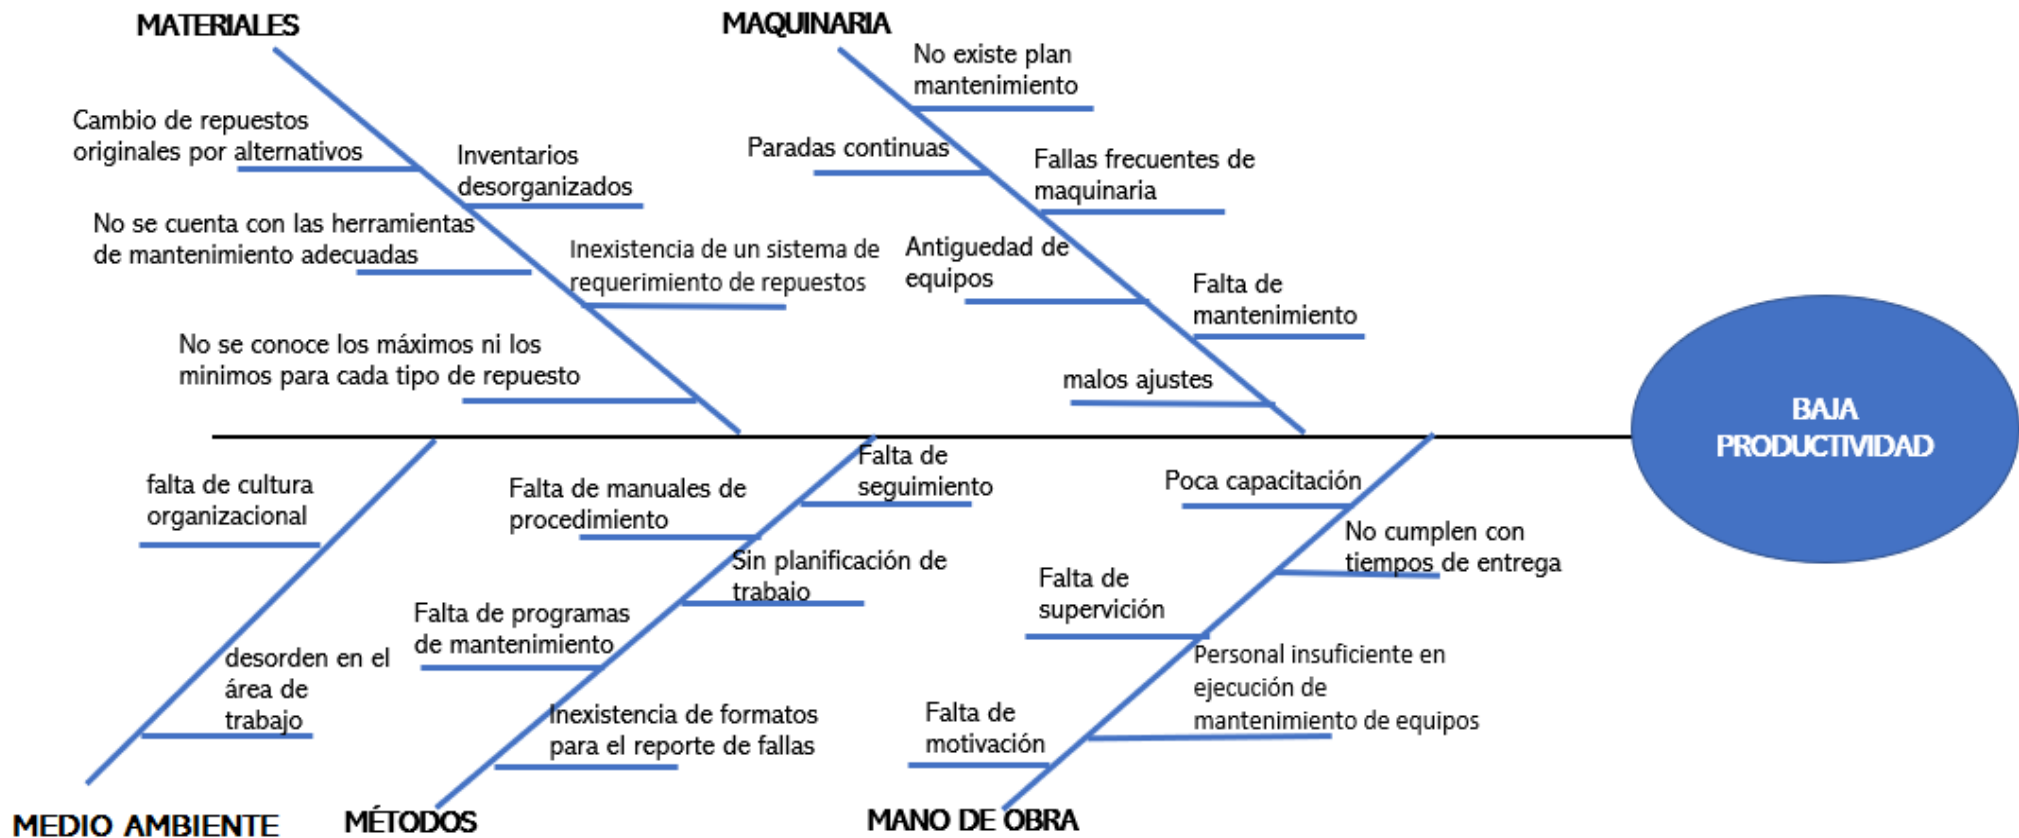 MATERIALES
Cambio de repuestos
originales por alternativos
Inventarios
desorganizados
No se cuenta con las herramientas
de mantenimiento adecuadas
Inexistencia de un sistema de
requerimiento de repuestos
No se conoce los máximos ni los
minimos para cada tipo de repuesto
MAQUINARIA
No existe plan
mantenimiento
Paradas continuas
Fallas frecuentes de
maquinaria
Antiguedad de
equipos
Falta de
mantenimiento
malos ajustes
BAJA
PRODUCTIVIDAD
falta de cultura
organizacional
desorden en el
área de
trabajo
MEDIO AMBIENTE
Falta de
seguimiento
Falta de manuales de
procedimiento
Sin planificación de
trabajo
Falta de programas
de mantenimiento
Inexistencia de formatos
para el reporte de fallas
MÉTODOS
Poca capacitación
No cumplen con
tiempos de entrega
Falta de
supervición
Personal insuficiente en
ejecución de
mantenimiento de equipos
Falta de
motivación
MANO DE OBRA